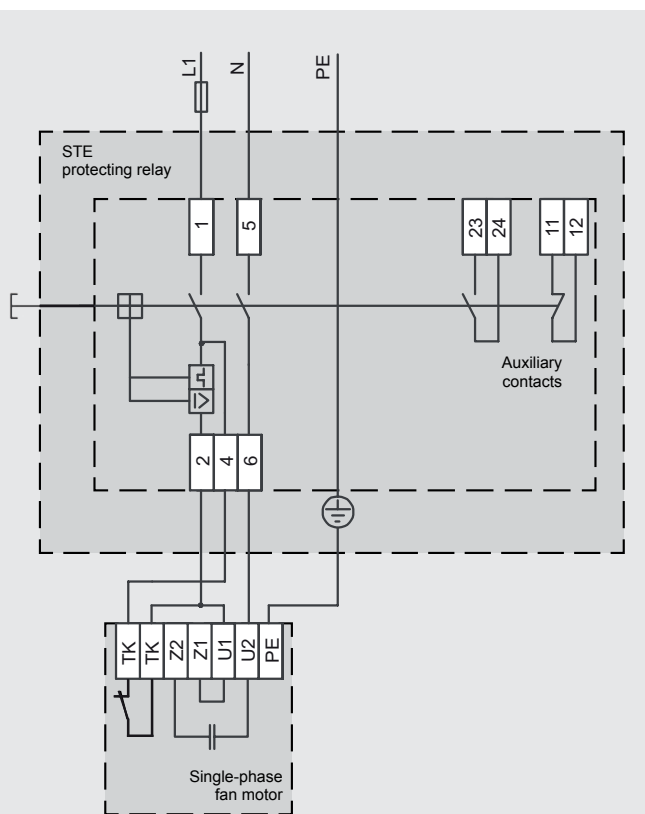 L1
N
PE
STE
protecting relay
1
5
23
24
11
12
Auxiliary
contacts
2
4
6
TK
TK
Z2
Z1
U1
U2
PE
Single-phase
fan motor